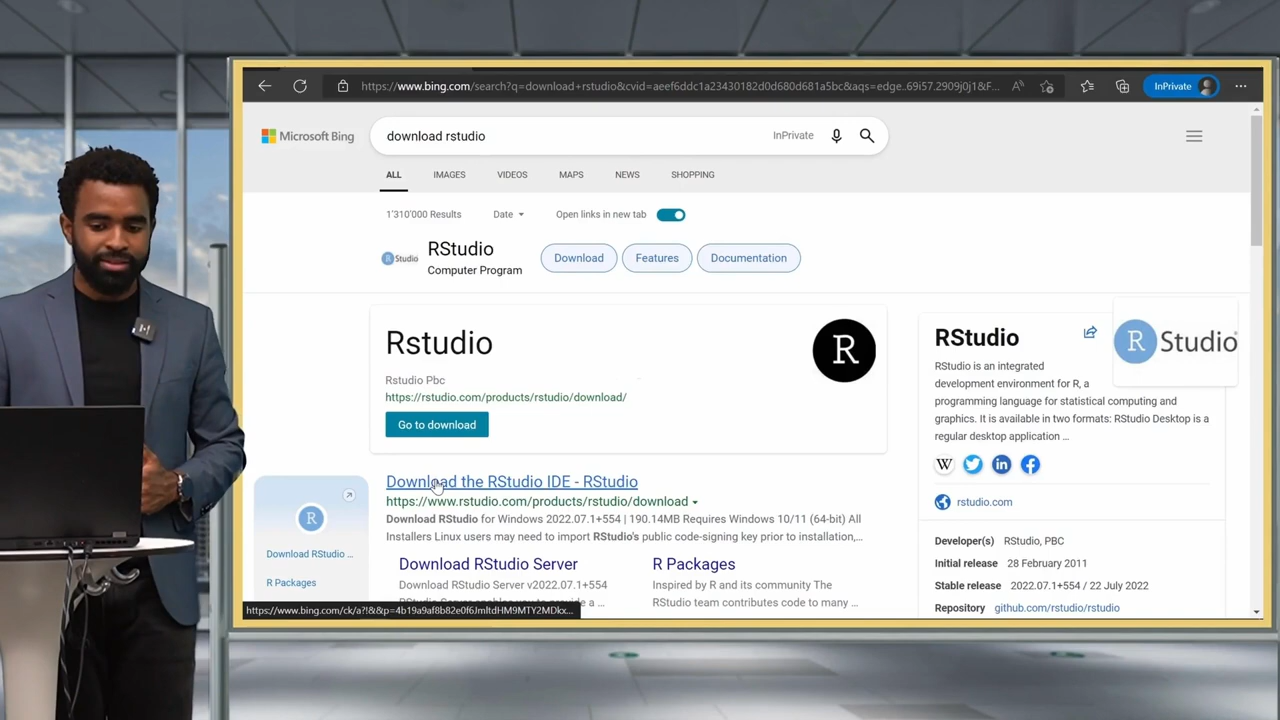 https://www.bing.com/search?q=download+rstudio&cvid=aeef6ddc1a23430182d0d680d681a5bc&aqs=edge..69i57.2909j0j1&F...
InPrivate
Microsoft Bing
download rstudio
InPrivate
ALL
IMAGES
VIDEOS
MAPS
NEWS
SHOPPING
1'310'000 Results
Date
Open links in new tab
R Studio
RStudio
Computer Program
Download
Features
Documentation
Rstudio
R
Rstudio Pbc
https://rstudio.com/products/rstudio/download/
Go to download
Download the RStudio IDE - RStudio
https://www.rstudio.com/products/rstudio/download
Download RStudio for Windows 2022.07.1+554 | 190.14MB Requires Windows 10/11 (64-bit) All
Installers Linux users may need to import RStudio's public code-signing key prior to installation,...
R
Download RStudio ...
R Packages
Download RStudio Server
Download RStudio Server v2022.07.1+554
R Packages
Inspired by R and its community The
RStudio team contributes code to many ...
https://www.bing.com/ck/a?!&&p=4b19a9af8b82e0f6JmltdHM9MTY2MDkx...
RStudio
R Studio
RStudio is an integrated
development environment for R, a
programming language for statistical computing and
graphics. It is available in two formats: RStudio Desktop is a
regular desktop application ...
W
in
rstudio.com
Developer(s) RStudio, PBC
Initial release 28 February 2011
Stable release 2022.07.1+554 / 22 July 2022
Repository github.com/rstudio/rstudio